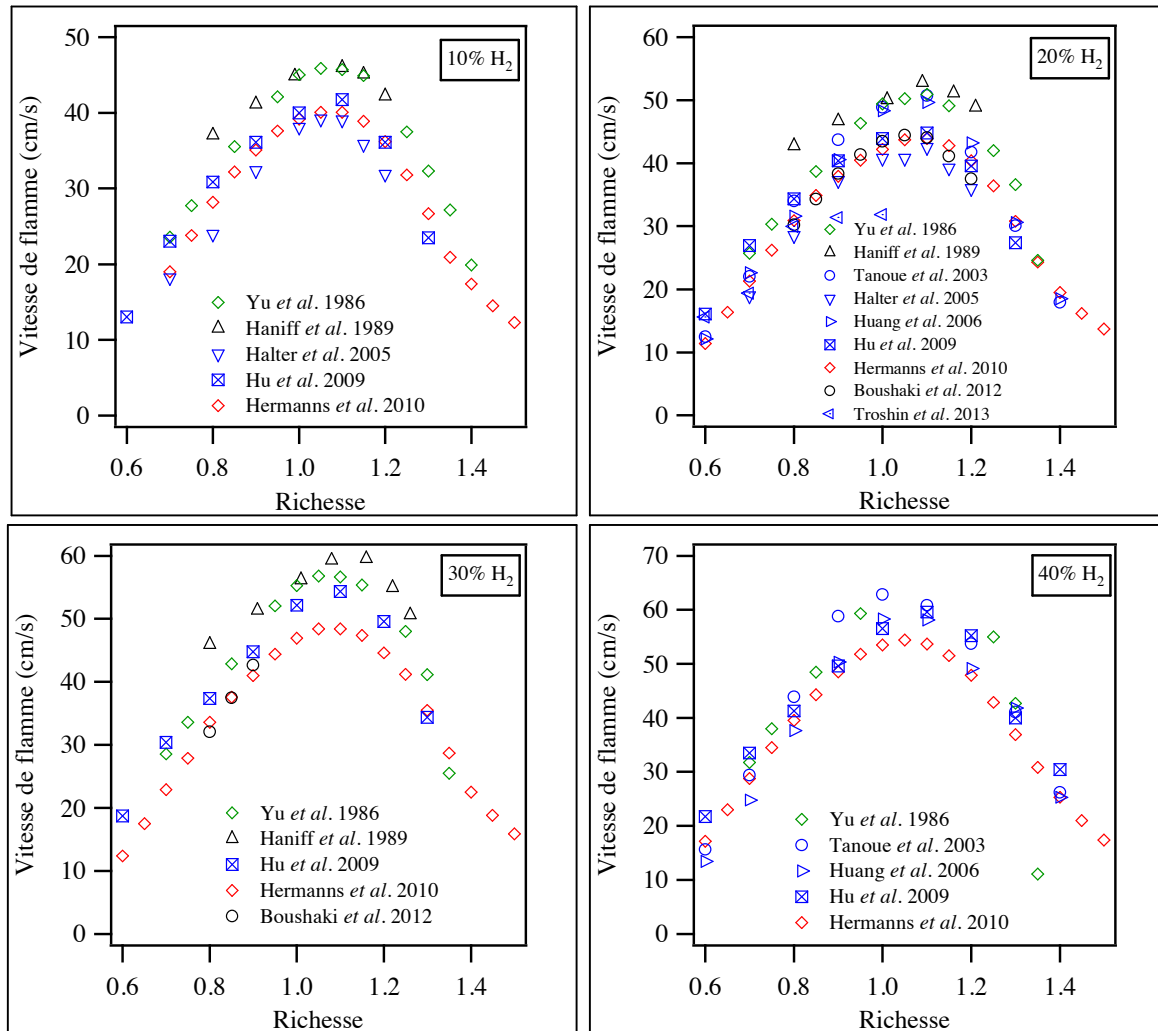 50
40
30
20
10
0
Vitesse de flamme (cm/s)
10% H2
Yu et al. 1986
Haniff et al. 1989
Halter et al. 2005
Hu et al. 2009
Hermanns et al. 2010
0.6 0.8 1.0 1.2 1.4
Richesse
60
50
40
30
20
10
0
Vitesse de flamme (cm/s)
20% H2
Yu et al. 1986
Haniff et al. 1989
Tanoue et al. 2003
Halter et al. 2005
Huang et al. 2006
Hu et al. 2009
Hermanns et al. 2010
Boushaki et al. 2012
Troshin et al. 2013
0.6 0.8 1.0 1.2 1.4
Richesse
60
50
40
30
20
10
0
Vitesse de flamme (cm/s)
30% H2
Yu et al. 1986
Haniff et al. 1989
Hu et al. 2009
Hermanns et al. 2010
Boushaki et al. 2012
0.6 0.8 1.0 1.2 1.4
Richesse
70
60
50
40
30
20
10
0
Vitesse de flamme (cm/s)
40% H2
Yu et al. 1986
Tanoue et al. 2003
Huang et al. 2006
Hu et al. 2009
Hermanns et al. 2010
0.6 0.8 1.0 1.2 1.4
Richesse